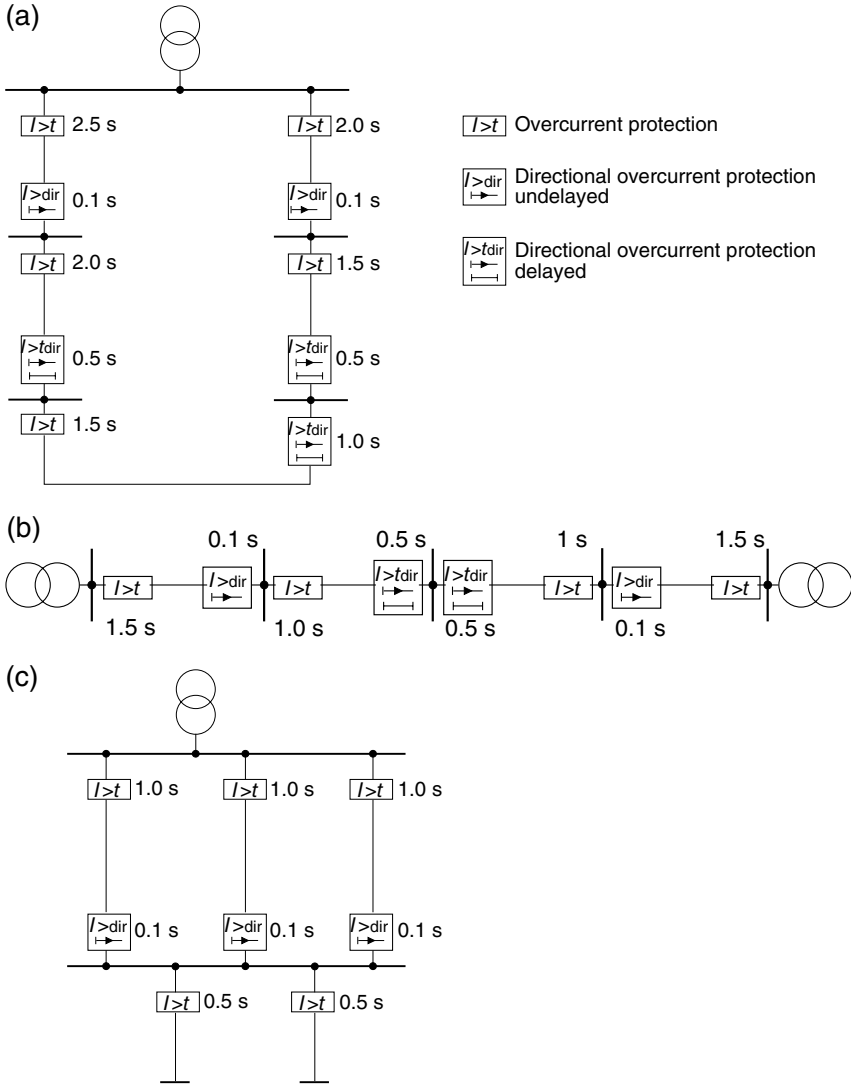 (a)
I>t 2.5 s
I>t 2.0 s
I>t Overcurrent protection
I>dir 0.1 s
I>dir 0.1 s
I>dir Directional overcurrent protection
undelayed
I>t 2.0 s
I>t 1.5 s
I>tdir Directional overcurrent protection
delayed
I>tdir 0.5 s
I>tdir 0.5 s
I>t 1.5 s
I>tdir 1.0 s
(b)
0.1 s 0.5 s 1 s 1.5 s
I>t I>dir I>t I>tdir I>tdir I>t I>dir I>t
1.5 s 1.0 s 0.5 s 0.1 s
(c)
I>t 1.0 s I>t 1.0 s I>t 1.0 s
I>dir 0.1 s I>dir 0.1 s I>dir 0.1 s
I>t 0.5 s I>t 0.5 s